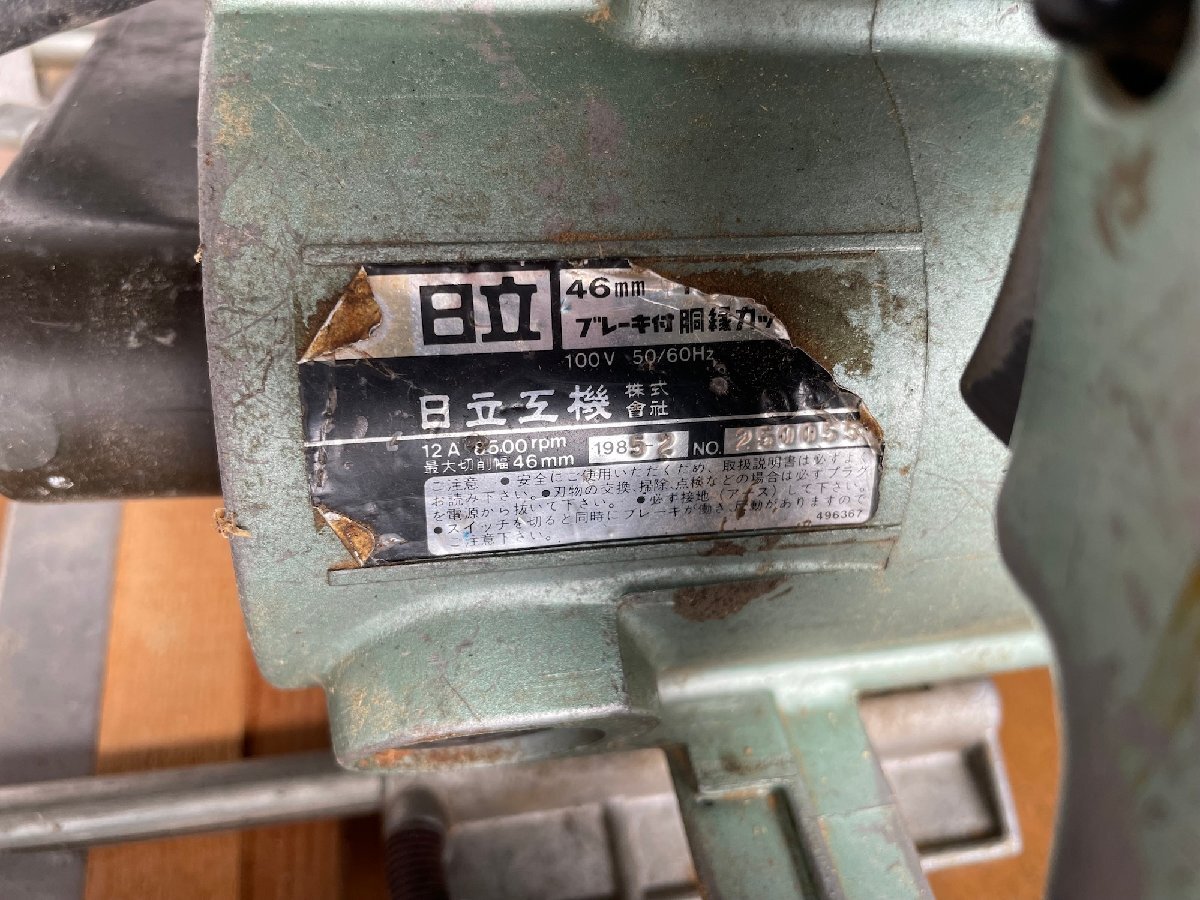 日立
46mm
ブレーキ付 胴縁カッ
100V 50/60Hz
日立工機 株式會社
12A 8500rpm 1985-2 NO. 260055
最大切削幅 46mm
ご注意 ●安全にご使用いただくため、取扱説明書は必ずよ
お読み下さい。●刃物の交換、掃除、点検などの場合は必ずプラグ
を電源から抜いて下さい。●必ず接地(アース)して下さい。
●スイッチを切ると同時にブレーキが働き、反動がありますので
ご注意下さい。
496367